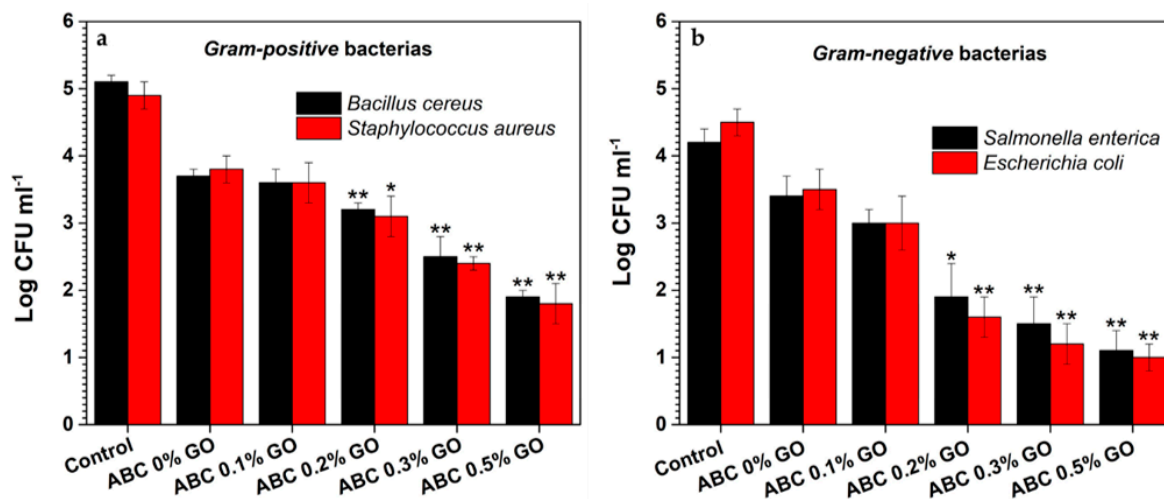 a
Gram-positive bacterias
Bacillus cereus
Staphylococcus aureus
Log CFU ml-1
6
5
4
3
2
1
0
** *
** **
** **
Control
ABC 0% GO
ABC 0.1% GO
ABC 0.2% GO
ABC 0.3% GO
ABC 0.5% GO
b
Gram-negative bacterias
Salmonella enterica
Escherichia coli
Log CFU ml-1
6
5
4
3
2
1
0
* **
** **
** **
Control
ABC 0% GO
ABC 0.1% GO
ABC 0.2% GO
ABC 0.3% GO
ABC 0.5% GO